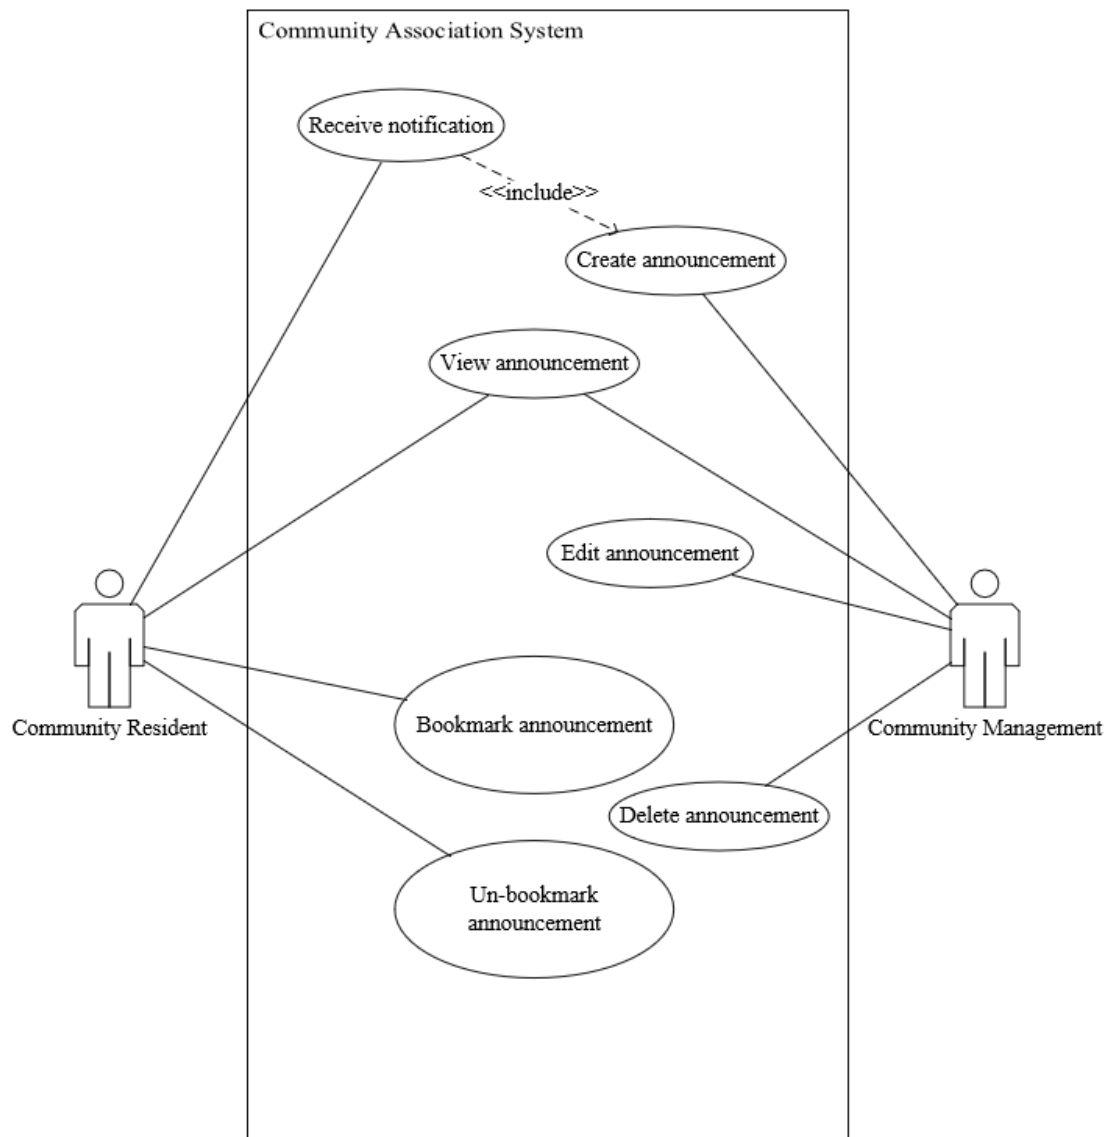 Community Association System
Receive notification
<<include>>
Create announcement
View announcement
Edit announcement
Community Resident
Bookmark announcement
Community Management
Delete announcement
Un-bookmark
announcement